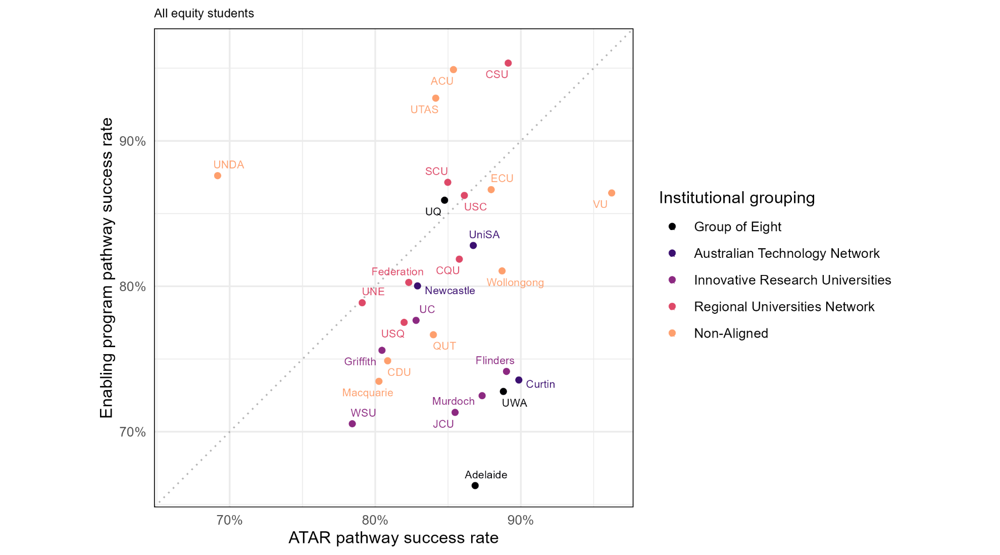 All equity students
CSU
ACU
UTAS
90%
UNDA
SCU
ECU
VU
USC
UQ
UniSA
CQU
Federation
Wollongong
80%
Newcastle
UNE
UC
USQ
QUT
Griffith
Flinders
CDU
Curtin
Macquarie
Murdoch
UWA
WSU
JCU
70%
Adelaide
70%
80%
90%
ATAR pathway success rate
Enabling program pathway success rate
Institutional grouping
Group of Eight
Australian Technology Network
Innovative Research Universities
Regional Universities Network
Non-Aligned